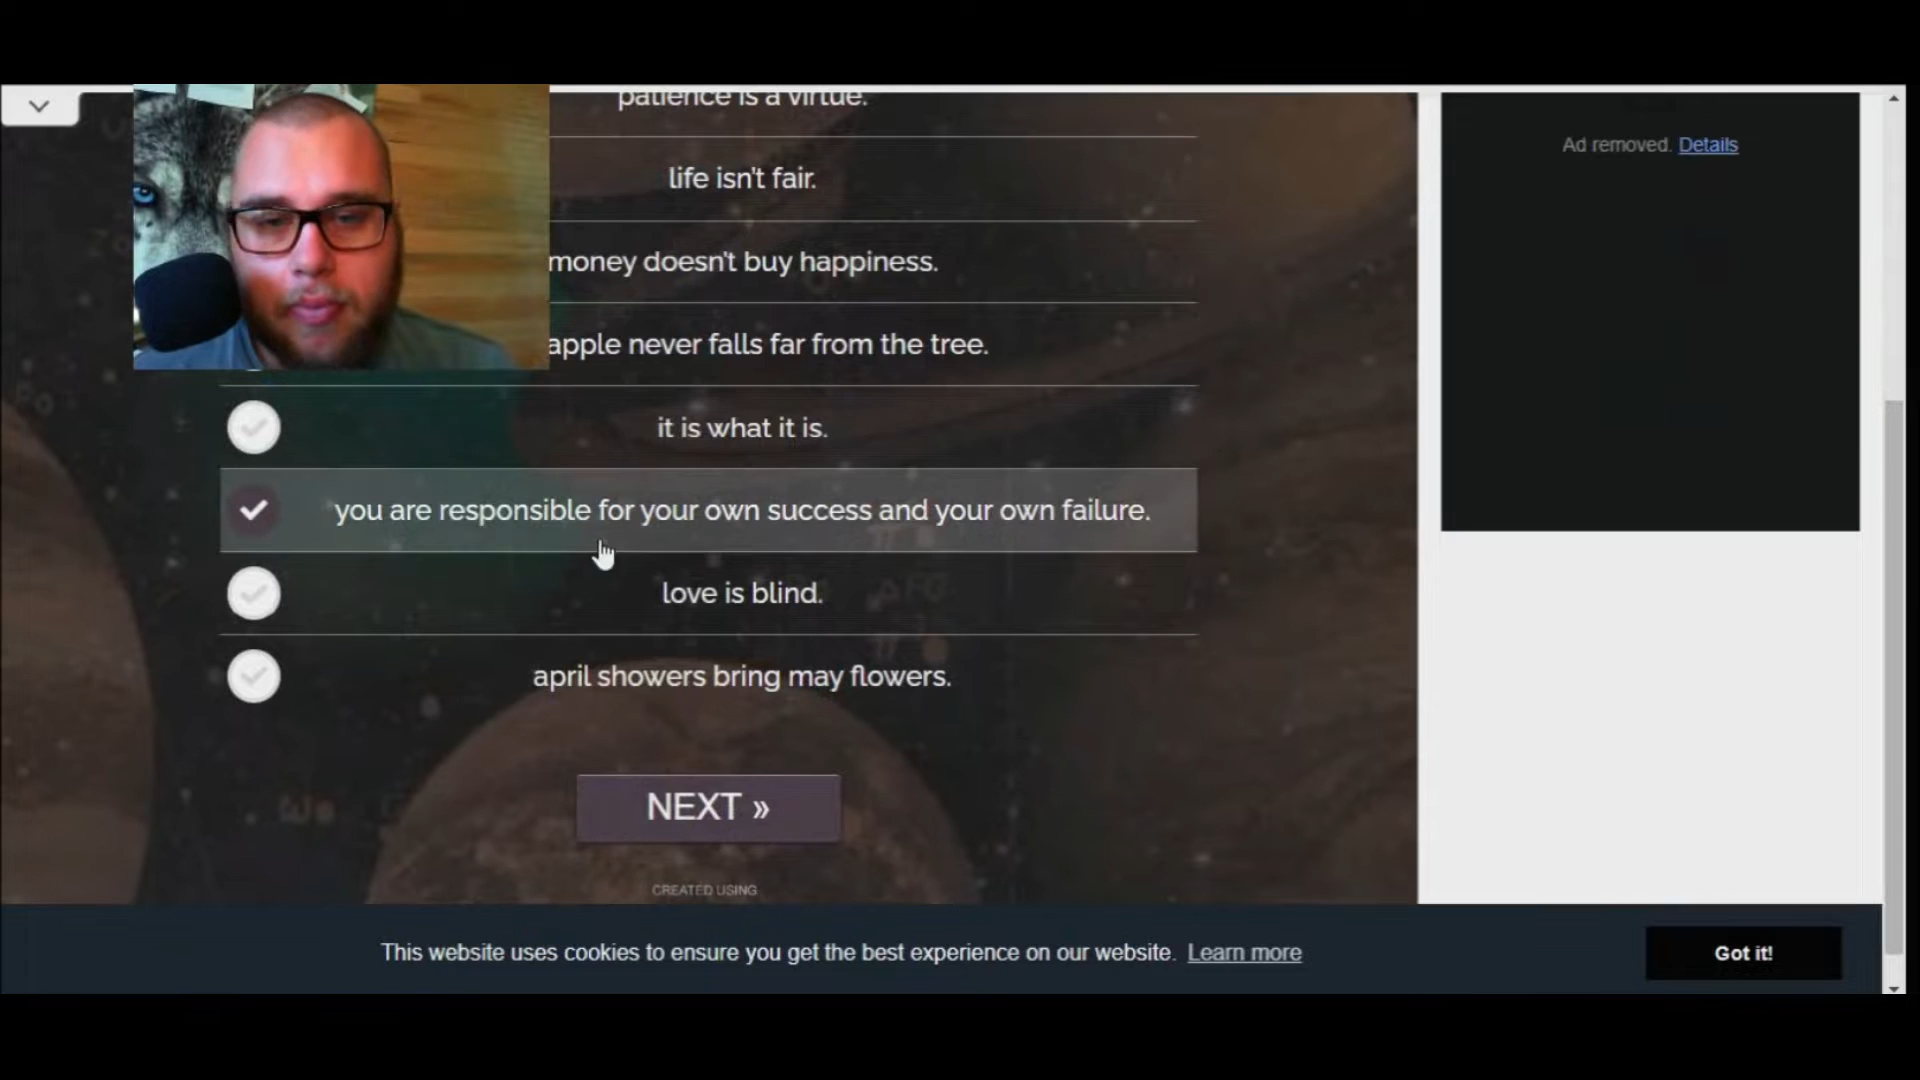 patience is a virtue.
life isn't fair.
money doesn't buy happiness.
apple never falls far from the tree.
it is what it is.
you are responsible for your own success and your own failure.
love is blind.
april showers bring may flowers.
NEXT »
CREATED USING
Ad removed. Details
This website uses cookies to ensure you get the best experience on our website. Learn more
Got it!